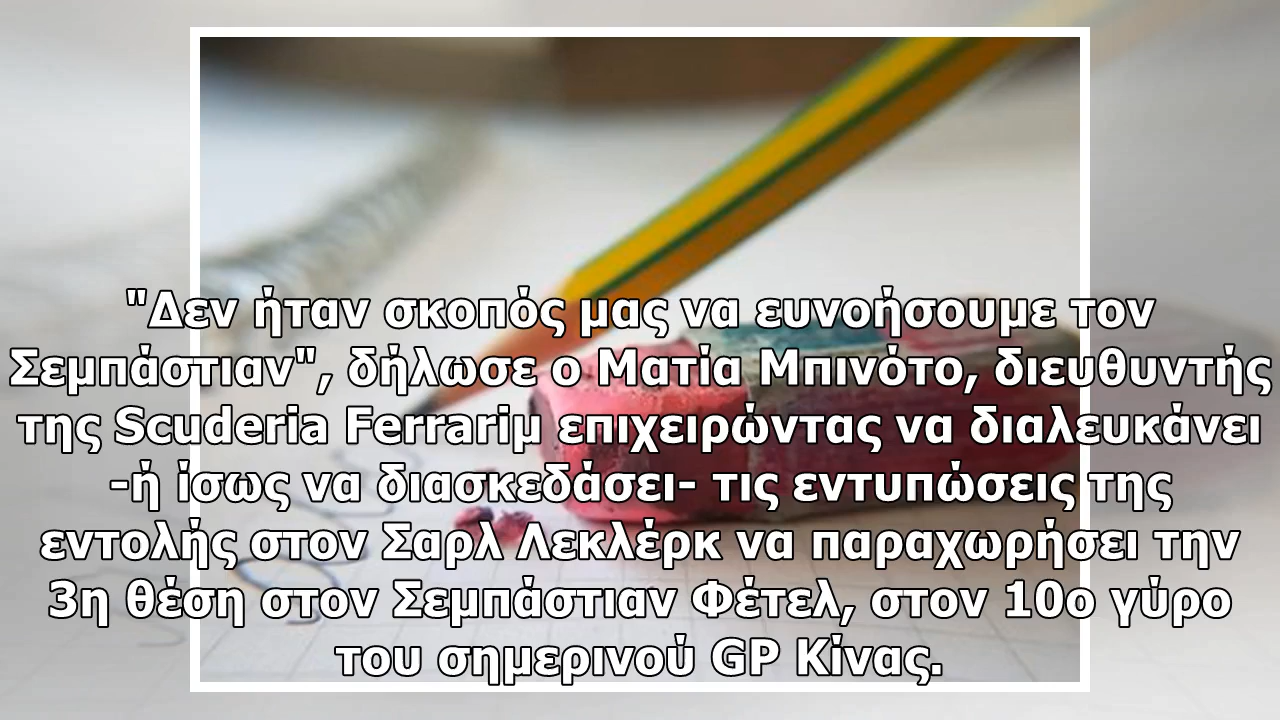 "Δεν ήταν σκοπός μας να ευνοήσουμε τον
Σεμπάστιαν", δήλωσε ο Ματία Μπινότο, διευθυντής
της Scuderia Ferrariμ επιχειρώντας να διαλευκάνει
-ή ίσως να διασκεδάσει- τις εντυπώσεις της
εντολής στον Σαρλ Λεκλέρκ να παραχωρήσει την
3η θέση στον Σεμπάστιαν Φέτελ, στον 10ο γύρο
του σημερινού GP Κίνας.